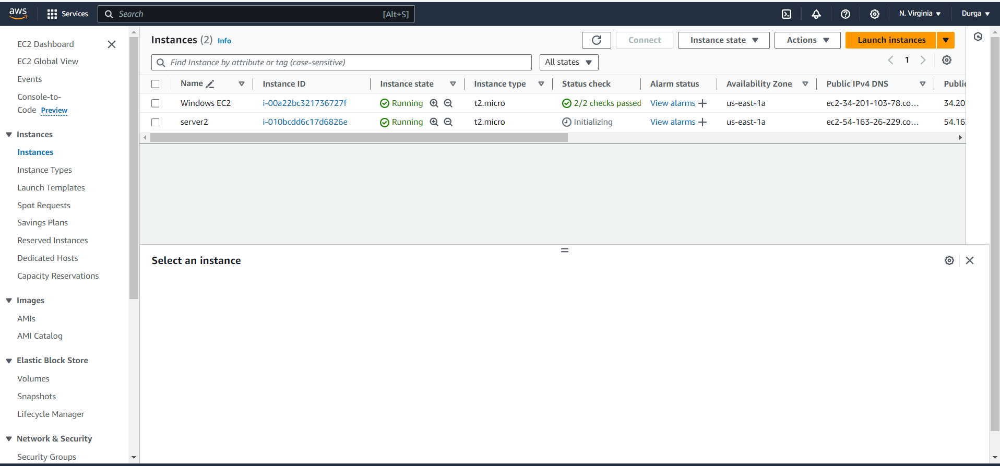 aws
Services
Search [Alt+S]
N. Virginia
Durga
EC2 Dashboard
EC2 Global View
Events
Console-to-
Code Preview
Instances
Instances
Instance Types
Launch Templates
Spot Requests
Savings Plans
Reserved Instances
Dedicated Hosts
Capacity Reservations
Images
AMIs
AMI Catalog
Elastic Block Store
Volumes
Snapshots
Lifecycle Manager
Network & Security
Security Groups
Instances (2) Info
Connect
Instance state
Actions
Launch instances
Find Instance by attribute or tag (case-sensitive)
All states
1
Name Instance ID Instance state Instance type Status check Alarm status Availability Zone Public IPv4 DNS Public
Windows EC2 i-00a22bc321736727f Running t2.micro 2/2 checks passed View alarms + us-east-1a ec2-34-201-103-78.co… 34.20
server2 i-010bcdd6c17d6826e Running t2.micro Initializing View alarms + us-east-1a ec2-54-163-26-229.co… 54.16
Select an instance